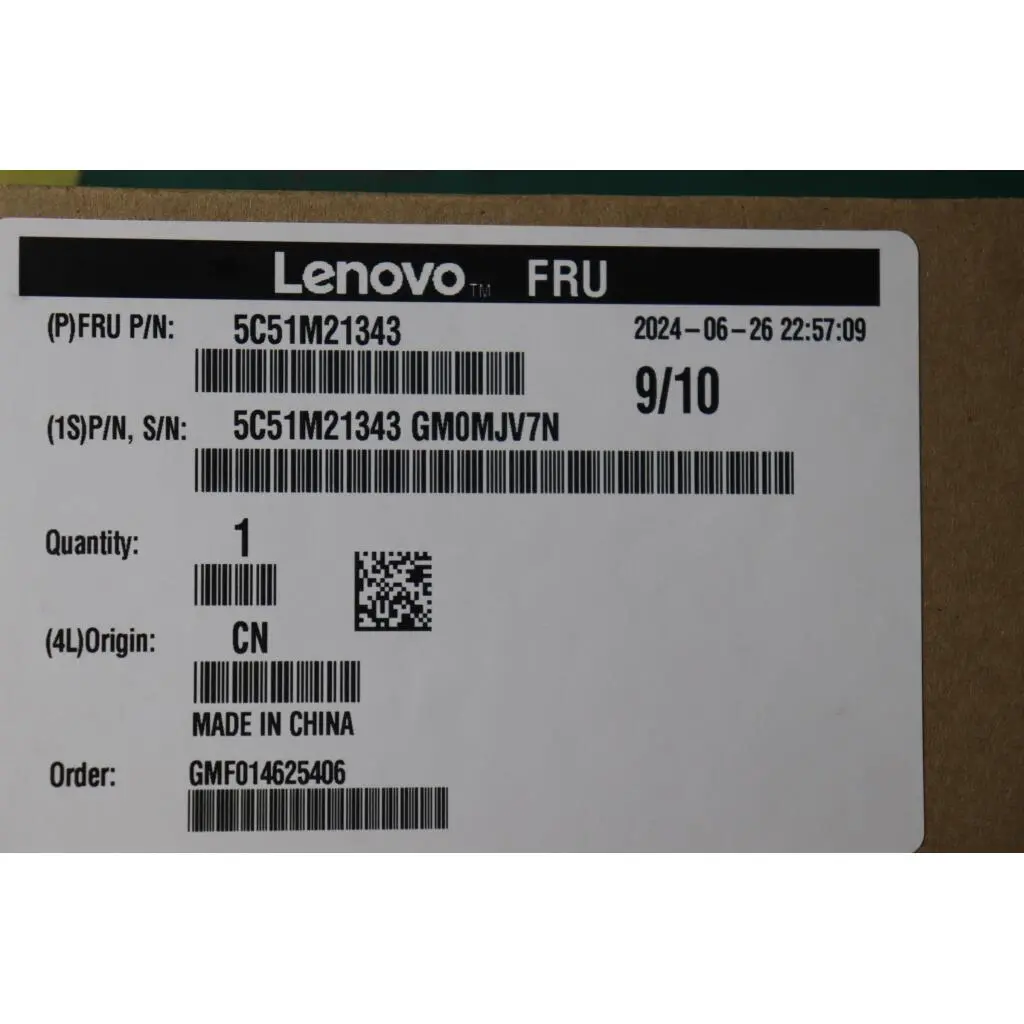 Lenovo™ FRU
(P)FRU P/N: 5C51M21343 2024-06-26 22:57:09
9/10
(1S)P/N, S/N: 5C51M21343 GM0MJV7N
Quantity: 1
(4L)Origin: CN
MADE IN CHINA
Order: GMF014625406